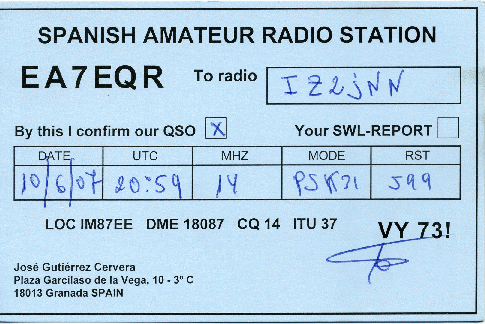 SPANISH AMATEUR RADIO STATION
EA7EQR To radio IZ2jNN
By this I confirm our QSO X Your SWL-REPORT
DATE UTC MHZ MODE RST
10/6/07 20:59 14 PSK31 599
LOC IM87EE DME 18087 CQ 14 ITU 37
VY 73!
José Gutiérrez Cervera
Plaza Garcilaso de la Vega, 10 - 3º C
18013 Granada SPAIN